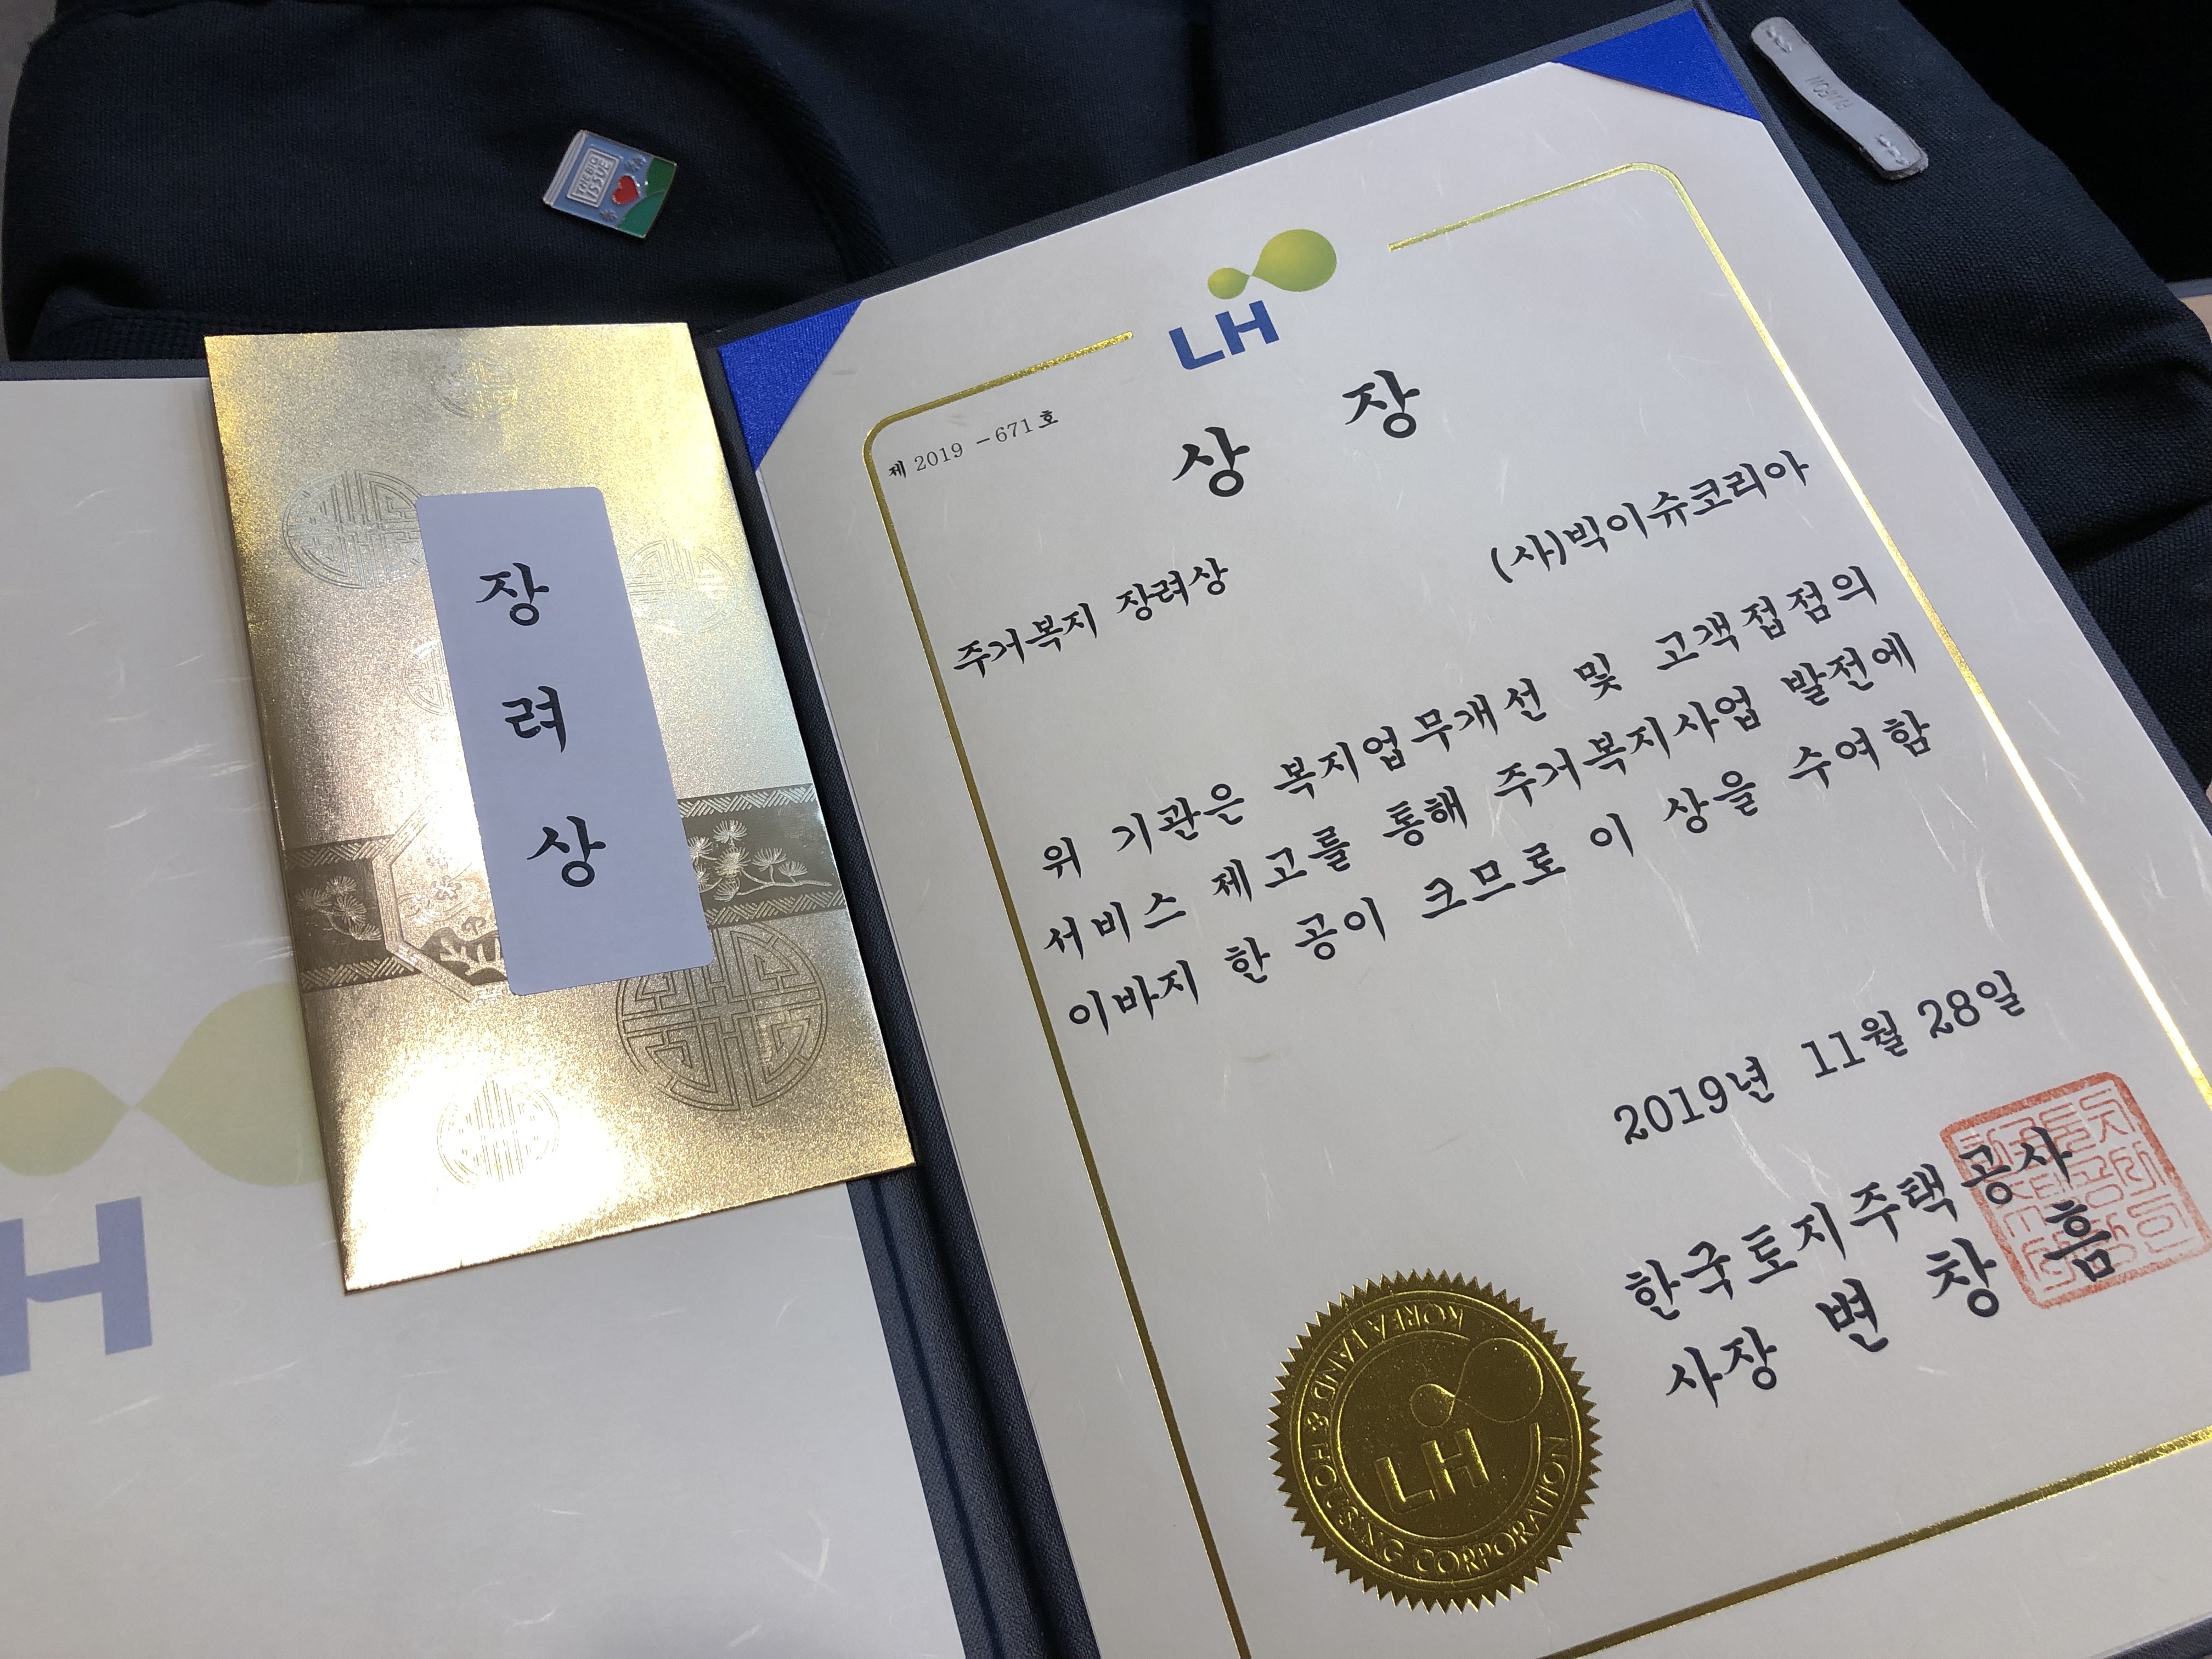 THE BIG
ISSUE
장
려
상
H
LH
제 2019 - 671 호
상 장
주거복지 장려상
(사)빅이슈코리아
위 기관은 복지업무개선 및 고객접점의
서비스 제고를 통해 주거복지사업 발전에
이바지 한 공이 크므로 이 상을 수여함
2019년 11월 28일
한국토지주택공사
사장 변 창 흠
KOREA LAND & HOUSING CORPORATION
LH